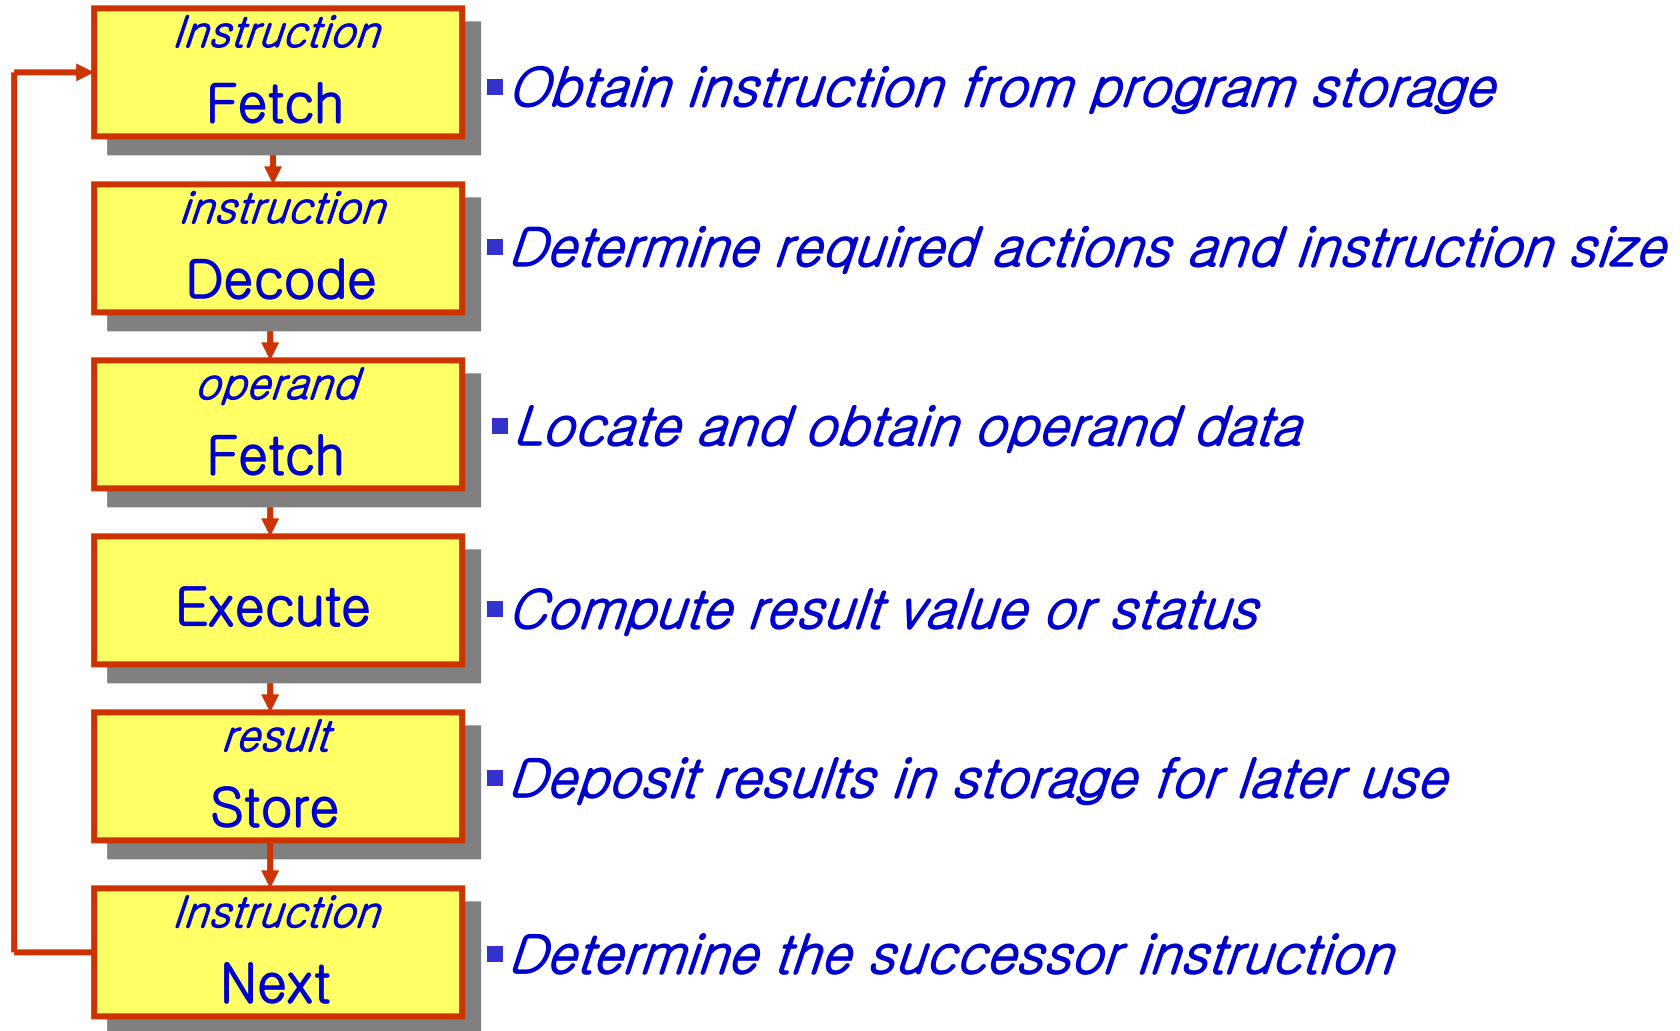 Instruction
Fetch
▪Obtain instruction from program storage
instruction
Decode
▪Determine required actions and instruction size
operand
Fetch
▪Locate and obtain operand data
Execute
▪Compute result value or status
result
Store
▪Deposit results in storage for later use
Instruction
Next
▪Determine the successor instruction